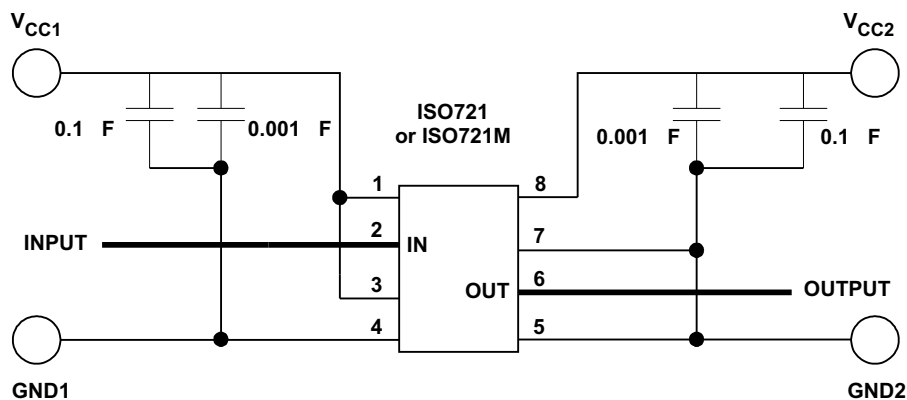 VCC1
VCC2
ISO721
or ISO721M
0.1 F
0.001 F
0.001 F
0.1 F
1
8
2
7
INPUT
IN
3
6
OUT
OUTPUT
4
5
GND1
GND2